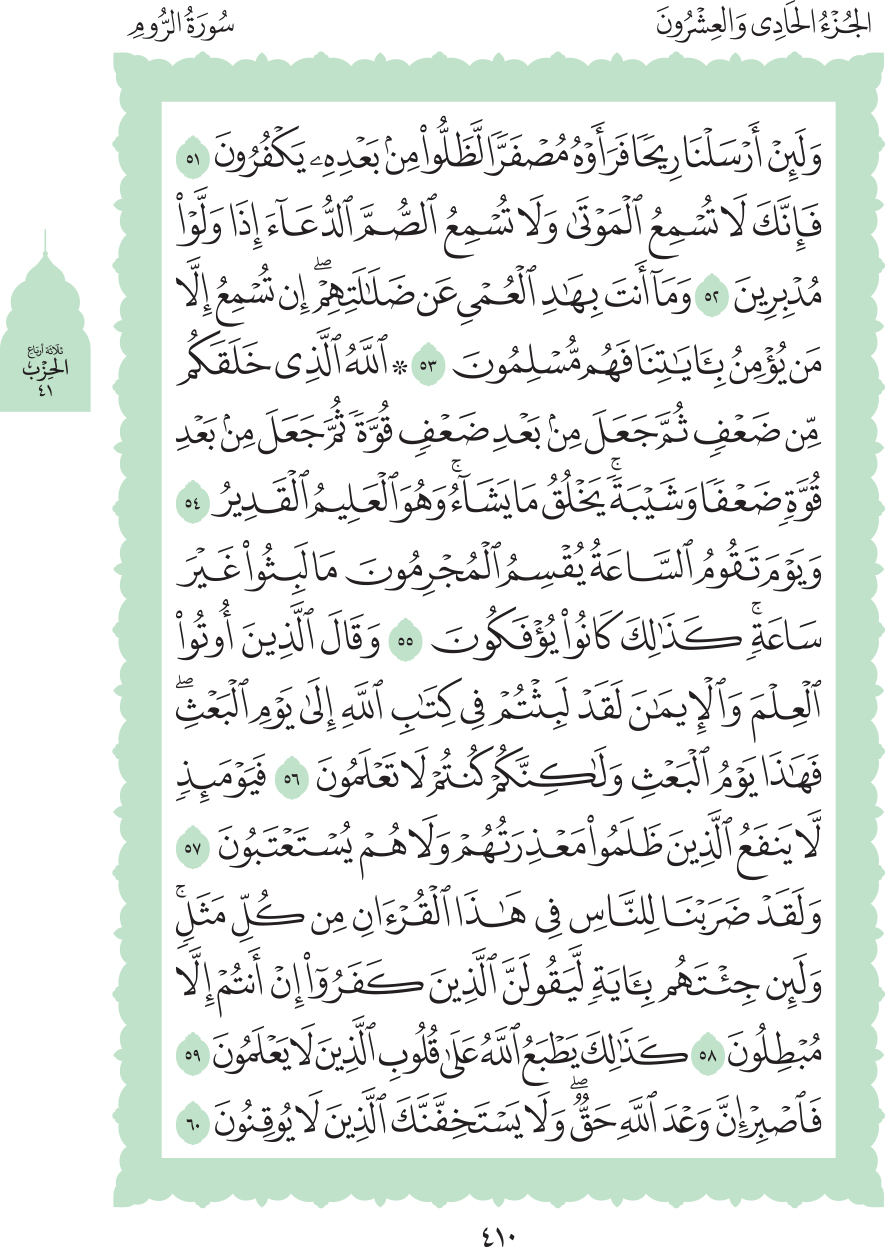 الجُزْءُ الحَادِى وَالعِشْرُونَ
سُورَةُ الرُّومِ
وَلَئِنْ أَرْسَلْنَا رِيحًا فَرَأَوْهُ مُصْفَرًّا لَّظَلُّوا۟ مِنۢ بَعْدِهِۦ يَكْفُرُونَ ٥١
فَإِنَّكَ لَا تُسْمِعُ ٱلْمَوْتَىٰ وَلَا تُسْمِعُ ٱلصُّمَّ ٱلدُّعَآءَ إِذَا وَلَّوْا۟
مُدْبِرِينَ ٥٢ وَمَآ أَنتَ بِهَـٰدِ ٱلْعُمْىِ عَن ضَلَـٰلَتِهِمْ ۖ إِن تُسْمِعُ إِلَّا
مَن يُؤْمِنُ بِـَٔايَـٰتِنَا فَهُم مُّسْلِمُونَ ٥٣ * ٱللَّهُ ٱلَّذِى خَلَقَكُم
مِّن ضَعْفٍ ثُمَّ جَعَلَ مِنۢ بَعْدِ ضَعْفٍ قُوَّةً ثُمَّ جَعَلَ مِنۢ بَعْدِ
قُوَّةٍ ضَعْفًا وَشَيْبَةً ۚ يَخْلُقُ مَا يَشَآءُ ۚ وَهُوَ ٱلْعَلِيمُ ٱلْقَدِيرُ ٥٤
وَيَوْمَ تَقُومُ ٱلسَّاعَةُ يُقْسِمُ ٱلْمُجْرِمُونَ مَا لَبِثُوا۟ غَيْرَ
سَاعَةٍ ۚ كَذَٰلِكَ كَانُوا۟ يُؤْفَكُونَ ٥٥ وَقَالَ ٱلَّذِينَ أُوتُوا۟
ٱلْعِلْمَ وَٱلْإِيمَـٰنَ لَقَدْ لَبِثْتُمْ فِى كِتَـٰبِ ٱللَّهِ إِلَىٰ يَوْمِ ٱلْبَعْثِ ۖ
فَهَـٰذَا يَوْمُ ٱلْبَعْثِ وَلَـٰكِنَّكُمْ كُنتُمْ لَا تَعْلَمُونَ ٥٦ فَيَوْمَئِذٍ
لَّا يَنفَعُ ٱلَّذِينَ ظَلَمُوا۟ مَعْذِرَتُهُمْ وَلَا هُمْ يُسْتَعْتَبُونَ ٥٧
وَلَقَدْ ضَرَبْنَا لِلنَّاسِ فِى هَـٰذَا ٱلْقُرْءَانِ مِن كُلِّ مَثَلٍ ۚ
وَلَئِن جِئْتَهُم بِـَٔايَةٍ لَّيَقُولَنَّ ٱلَّذِينَ كَفَرُوٓا۟ إِنْ أَنتُمْ إِلَّا
مُبْطِلُونَ ٥٨ كَذَٰلِكَ يَطْبَعُ ٱللَّهُ عَلَىٰ قُلُوبِ ٱلَّذِينَ لَا يَعْلَمُونَ ٥٩
فَٱصْبِرْ إِنَّ وَعْدَ ٱللَّهِ حَقٌّ ۖ وَلَا يَسْتَخِفَّنَّكَ ٱلَّذِينَ لَا يُوقِنُونَ ٦٠
ثلاثة أرباع
الحِزْب
٤١
٤١٠